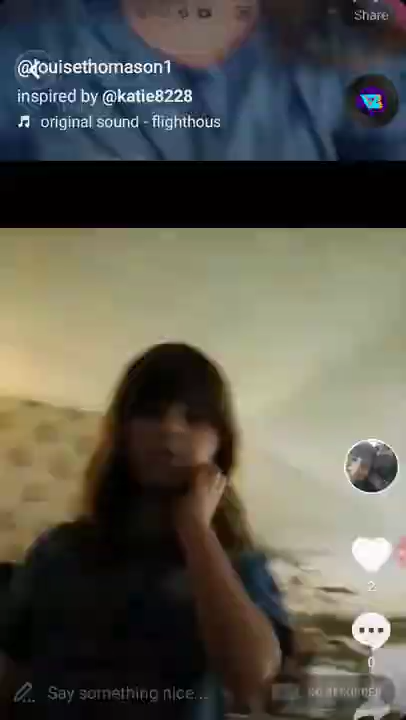 Share
@louisethomason1
inspired by @katie8228
original sound - flighthous
2
0
Say something nice...